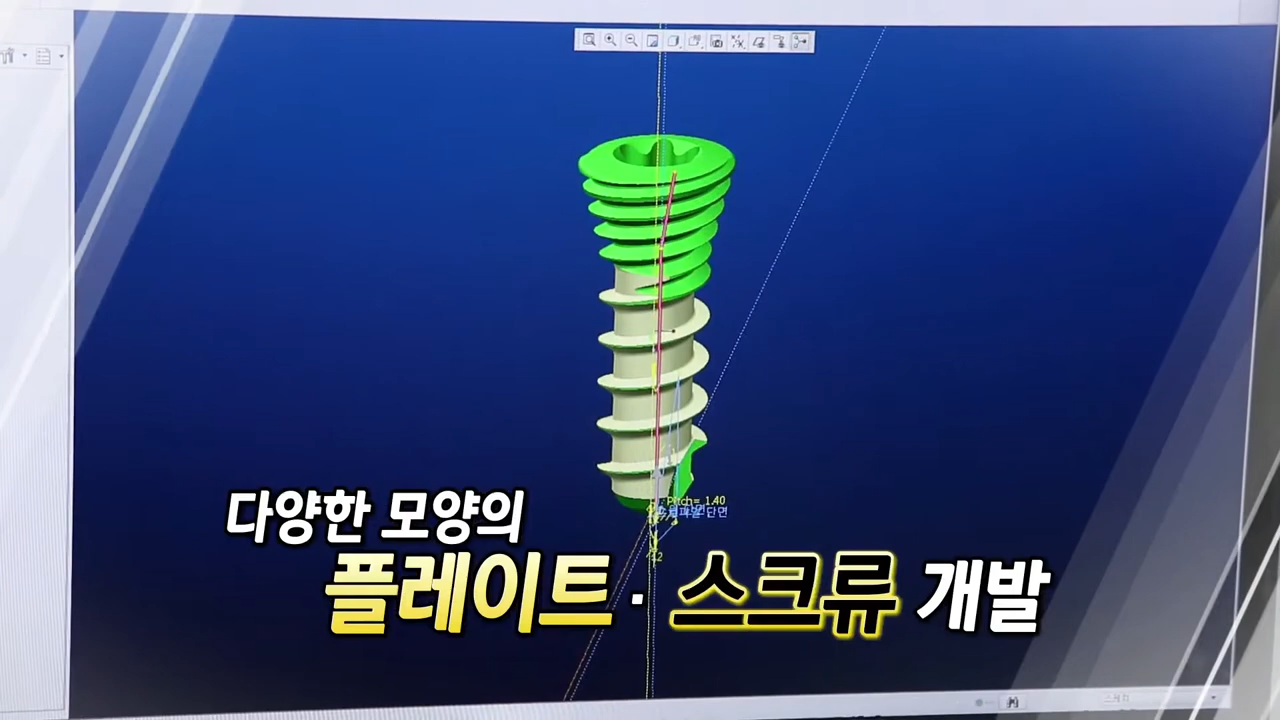 Pitch= 1.40
다양한 모양의
플레이트 · 스크류 개발